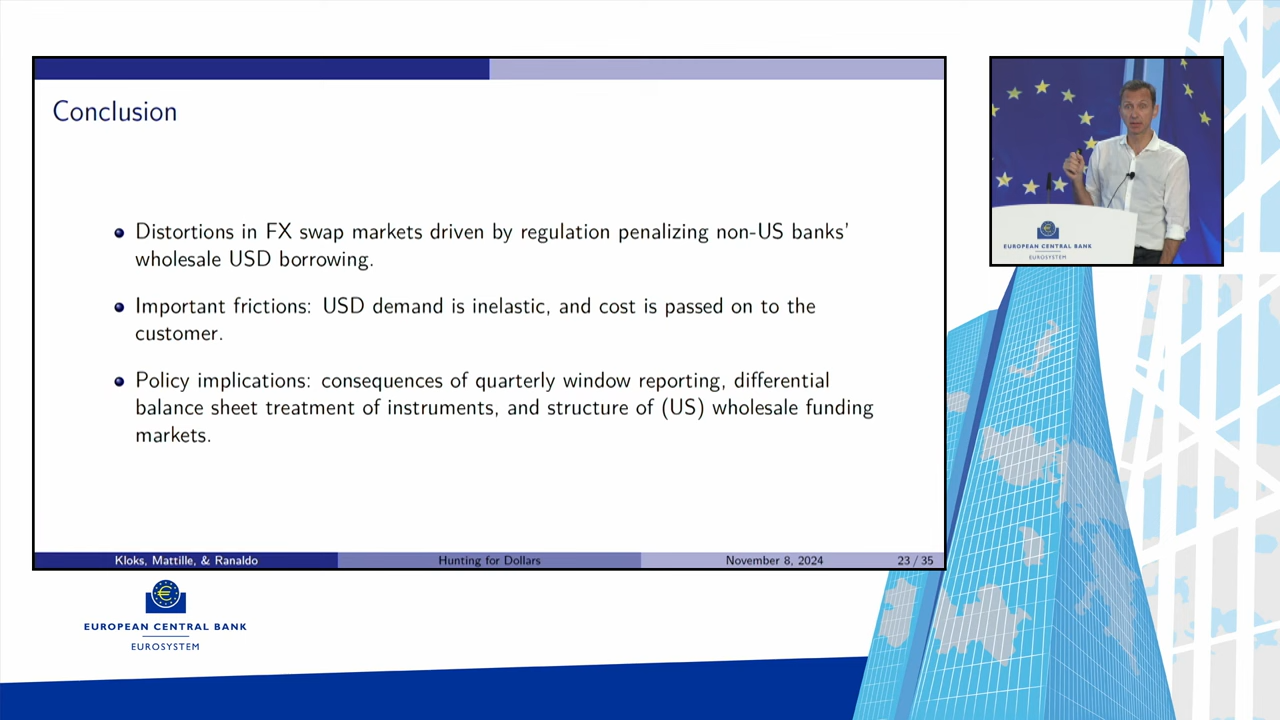 Conclusion
Distortions in FX swap markets driven by regulation penalizing non-US banks'
wholesale USD borrowing.
Important frictions: USD demand is inelastic, and cost is passed on to the
customer.
Policy implications: consequences of quarterly window reporting, differential
balance sheet treatment of instruments, and structure of (US) wholesale funding
markets.
Kloks, Mattille, & Ranaldo
Hunting for Dollars
November 8, 2024
23 / 35
EUROPEAN CENTRAL BANK
EUROSYSTEM
EUROPEAN CENTRAL BANK
EUROSYSTEM